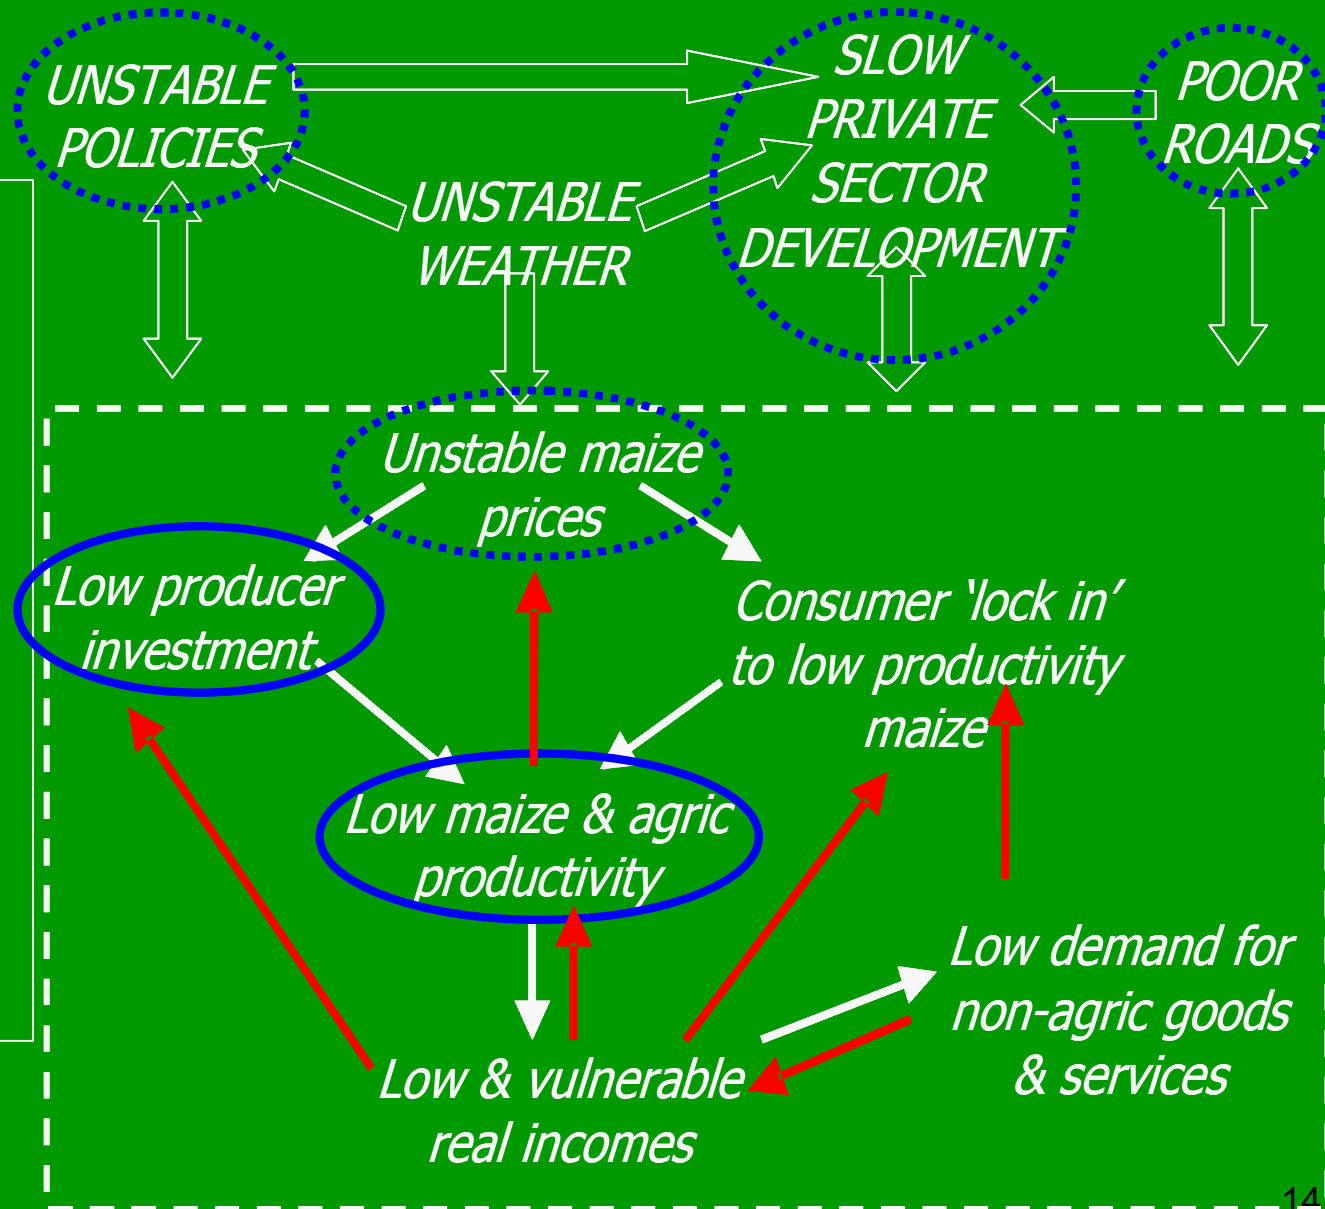 UNSTABLE
POLICIES
SLOW
PRIVATE
SECTOR
DEVELOPMENT
POOR
ROADS
UNSTABLE
WEATHER
Unstable maize
prices
Low producer
investment
Consumer ‘lock in’
to low productivity
maize
Low maize & agric
productivity
Low demand for
non-agric goods
& services
Low & vulnerable
real incomes
14